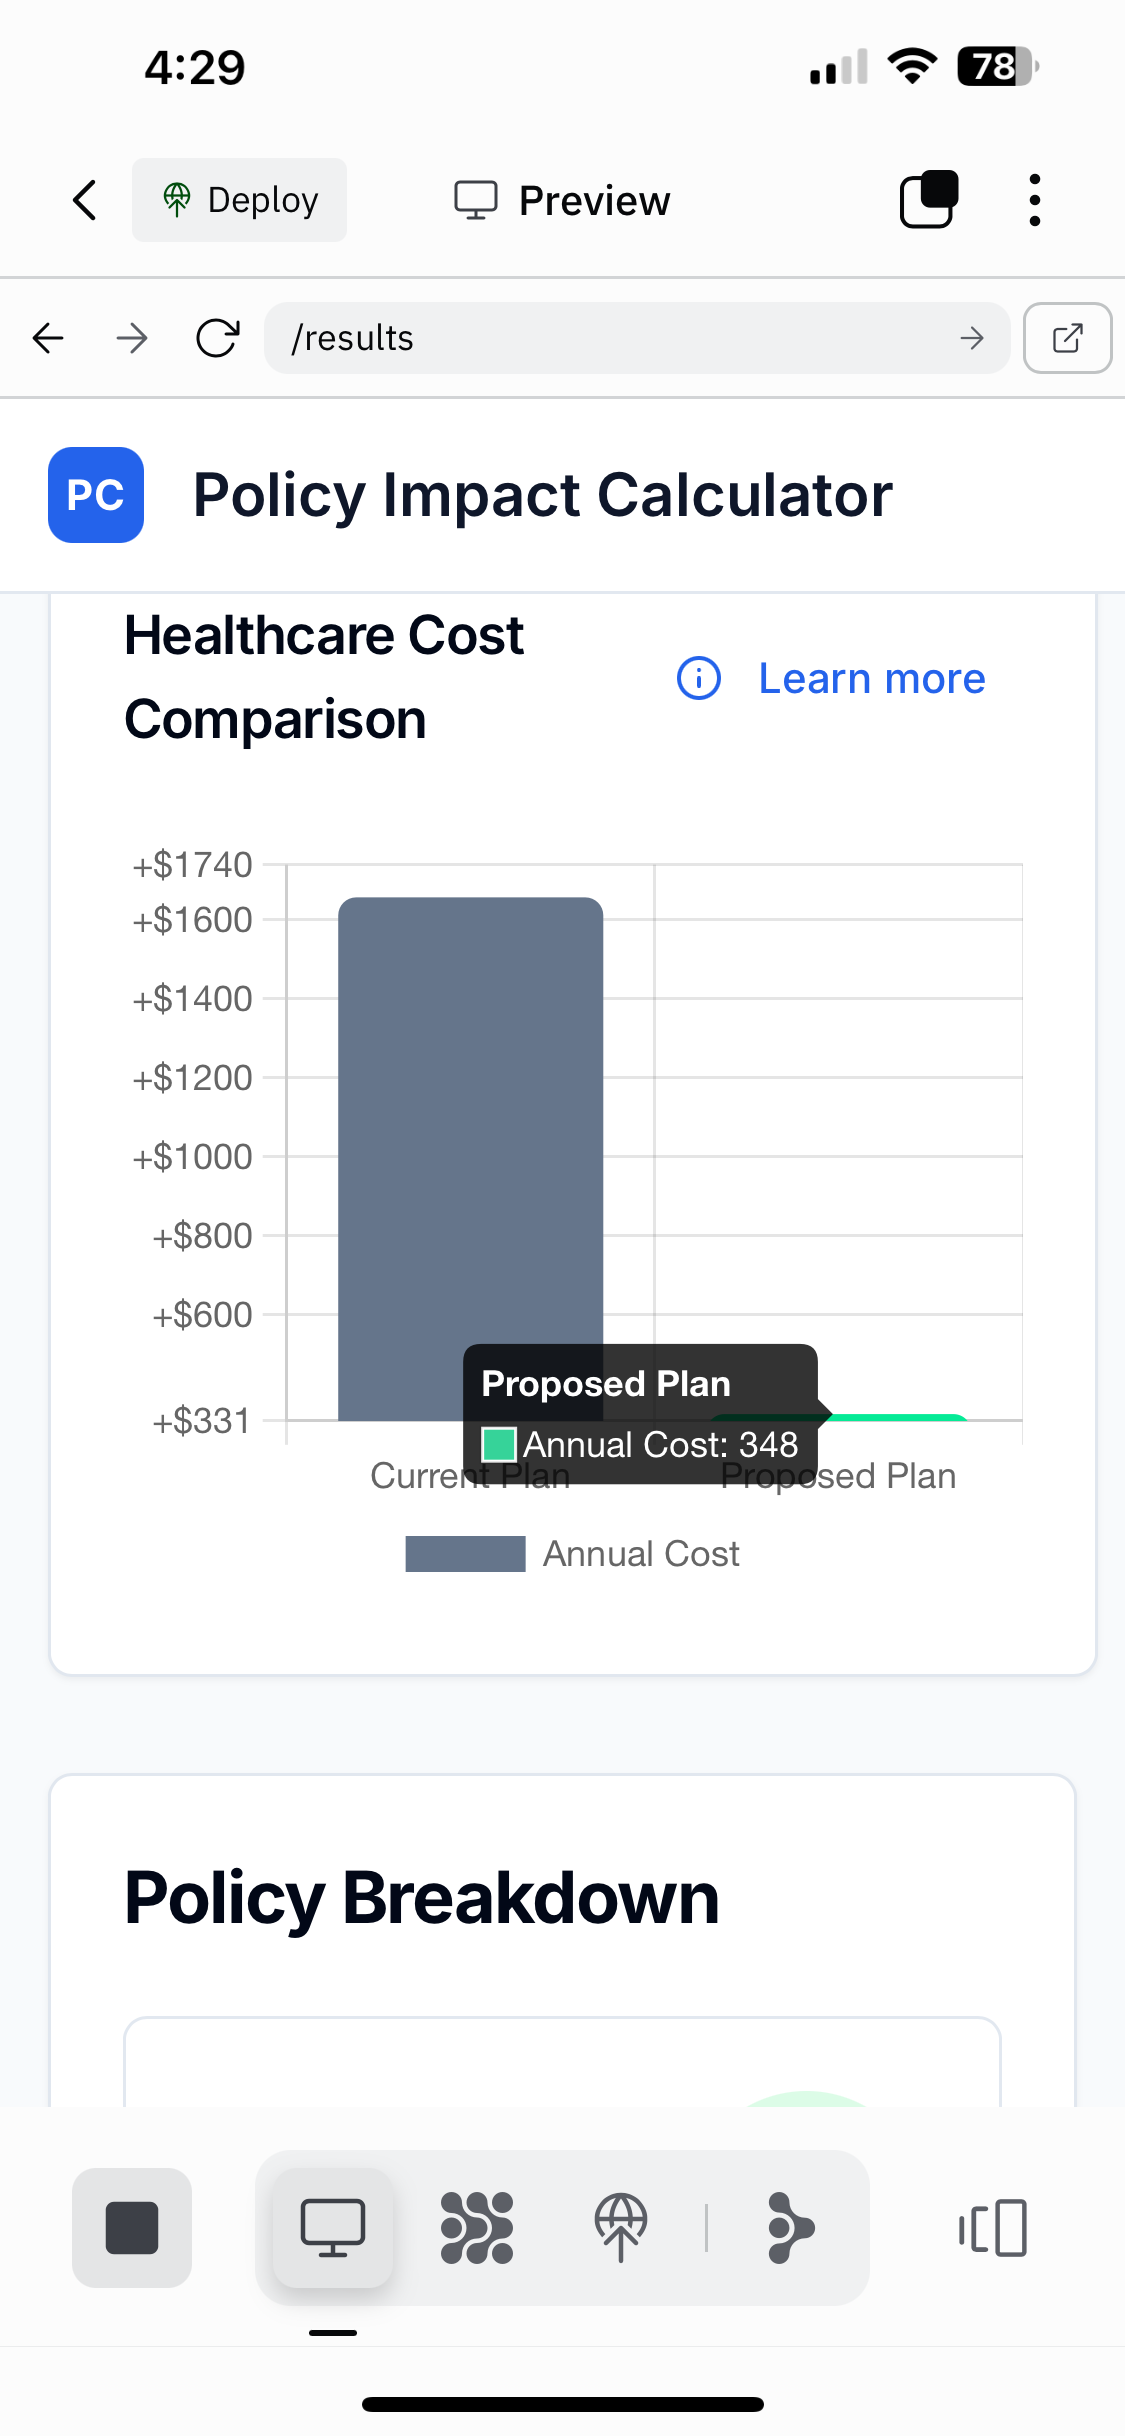 4:29
78
Deploy
Preview
/results
PC
Policy Impact Calculator
Healthcare Cost
Comparison
Learn more
+$1740
+$1600
+$1400
+$1200
+$1000
+$800
+$600
+$331
Proposed Plan
Annual Cost: 348
Current Plan
Proposed Plan
Annual Cost
Policy Breakdown